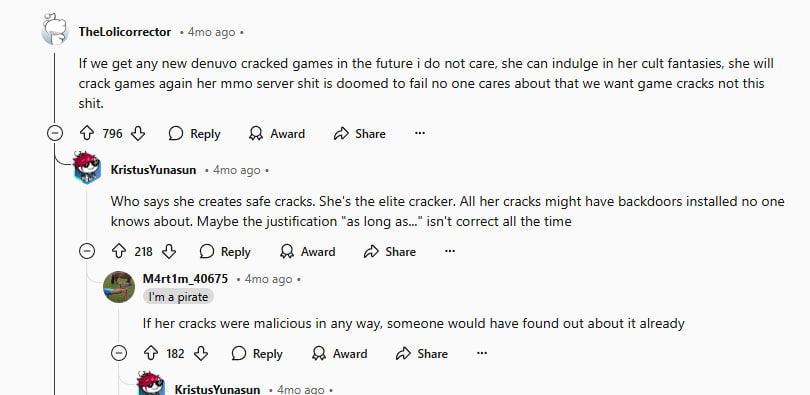 TheLolicorrector • 4mo ago •
If we get any new denuvo cracked games in the future i do not care, she can indulge in her cult fantasies, she will
crack games again her mmo server shit is doomed to fail no one cares about that we want game cracks not this
shit.
796 Reply Award Share ...
KristusYunasun • 4mo ago •
Who says she creates safe cracks. She's the elite cracker. All her cracks might have backdoors installed no one
knows about. Maybe the justification "as long as..." isn't correct all the time
218 Reply Award Share ...
M4rt1m_40675 • 4mo ago •
I'm a pirate
If her cracks were malicious in any way, someone would have found out about it already
182 Reply Award Share ...
KristusYunasun • 4mo ago •